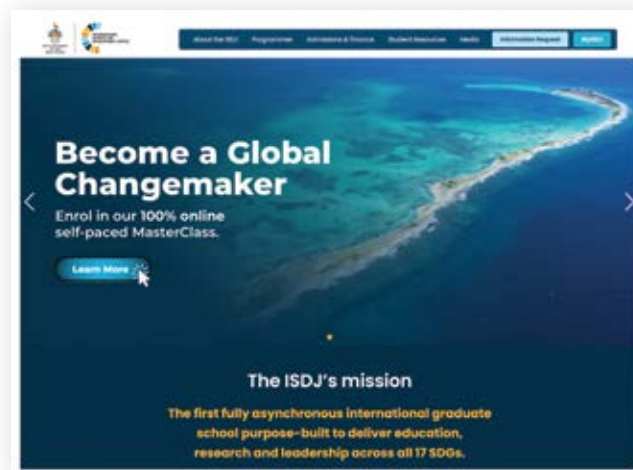 About the ISDJ Programmes Admissions & Finance Student Resources Media Information Request
Become a Global
Changemaker
Enrol in our 100% online
self-paced MasterClass.
Learn More
The ISDJ's mission
The first fully asynchronous international graduate
school purpose-built to deliver education,
research and leadership across all 17 SDGs.